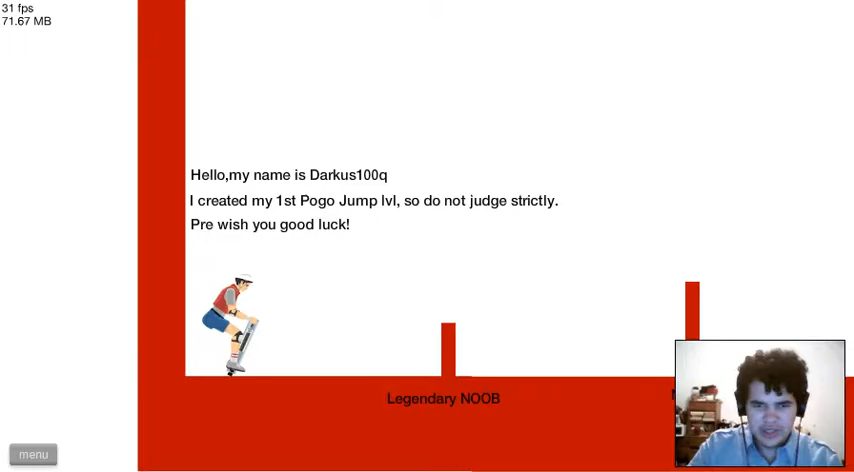 31 fps
71.67 MB
Hello,my name is Darkus100q
I created my 1st Pogo Jump lvl, so do not judge strictly.
Pre wish you good luck!
Legendary NOOB
menu